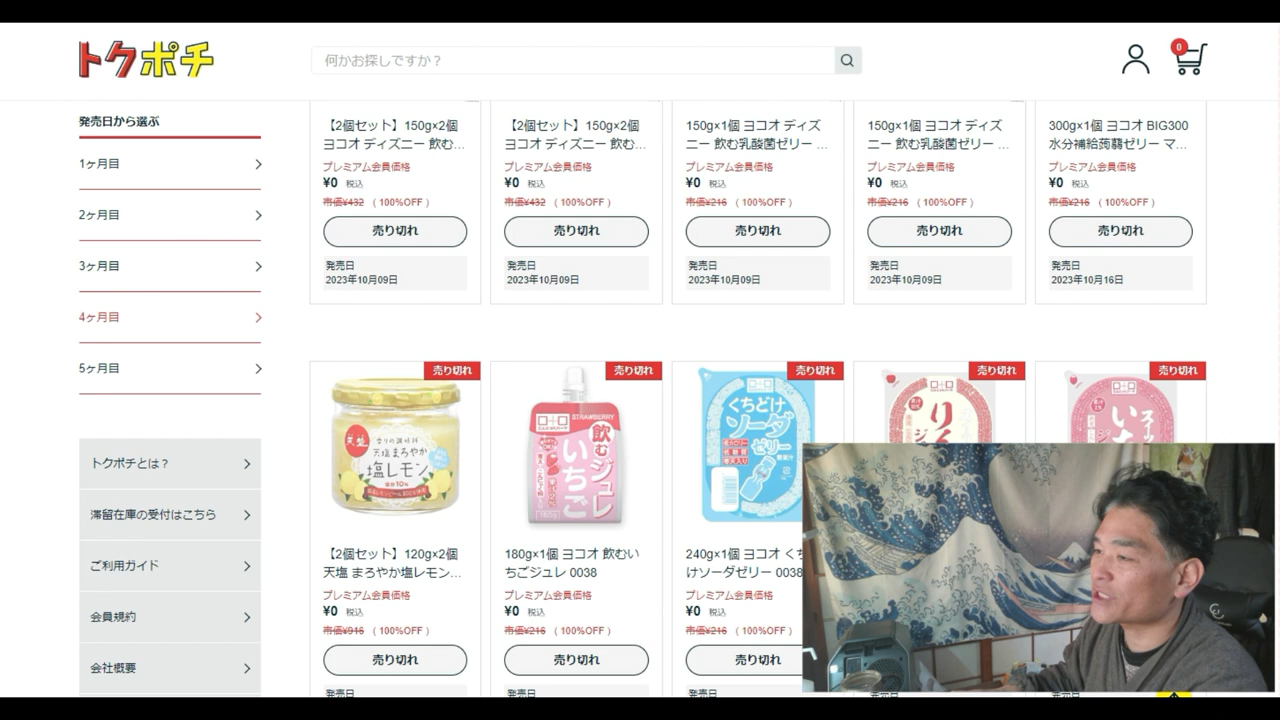 トクポチ
何かお探しですか？
0
発売日から選ぶ
1ヶ月目
2ヶ月目
3ヶ月目
4ヶ月目
5ヶ月目
トクポチとは？
滞留在庫の受付はこちら
ご利用ガイド
会員規約
会社概要
【2個セット】150g×2個
ヨコオ ディズニー 飲む...
プレミアム会員価格
¥0 税込
市価¥432 （ 100%OFF ）
売り切れ
発売日
2023年10月09日
【2個セット】150g×2個
ヨコオ ディズニー 飲む...
プレミアム会員価格
¥0 税込
市価¥432 （ 100%OFF ）
売り切れ
発売日
2023年10月09日
150g×1個 ヨコオ ディズ
ニー 飲む乳酸菌ゼリー ...
プレミアム会員価格
¥0 税込
市価¥216 （ 100%OFF ）
売り切れ
発売日
2023年10月09日
150g×1個 ヨコオ ディズ
ニー 飲む乳酸菌ゼリー ...
プレミアム会員価格
¥0 税込
市価¥216 （ 100%OFF ）
売り切れ
発売日
2023年10月09日
300g×1個 ヨコオ BIG300
水分補給蒟蒻ゼリー マ...
プレミアム会員価格
¥0 税込
市価¥216 （ 100%OFF ）
売り切れ
発売日
2023年10月16日
売り切れ
天塩
香りの調味料
天塩まろやか
塩レモン
【2個セット】120g×2個
天塩 まろやか塩レモン...
プレミアム会員価格
¥0 税込
市価¥916 （ 100%OFF ）
売り切れ
発売日
売り切れ
STRAWBERRY
飲む
ジュレ
いちご
180g
180g×1個 ヨコオ 飲むい
ちごジュレ 0038
プレミアム会員価格
¥0 税込
市価¥216 （ 100%OFF ）
売り切れ
発売日
売り切れ
くちどけ
ソーダ
ゼリー
240g×1個 ヨコオ くち
けソーダゼリー 0038
プレミアム会員価格
¥0 税込
市価¥216 （ 100%OFF ）
売り切れ
発売日
売り切れ
売り切れ